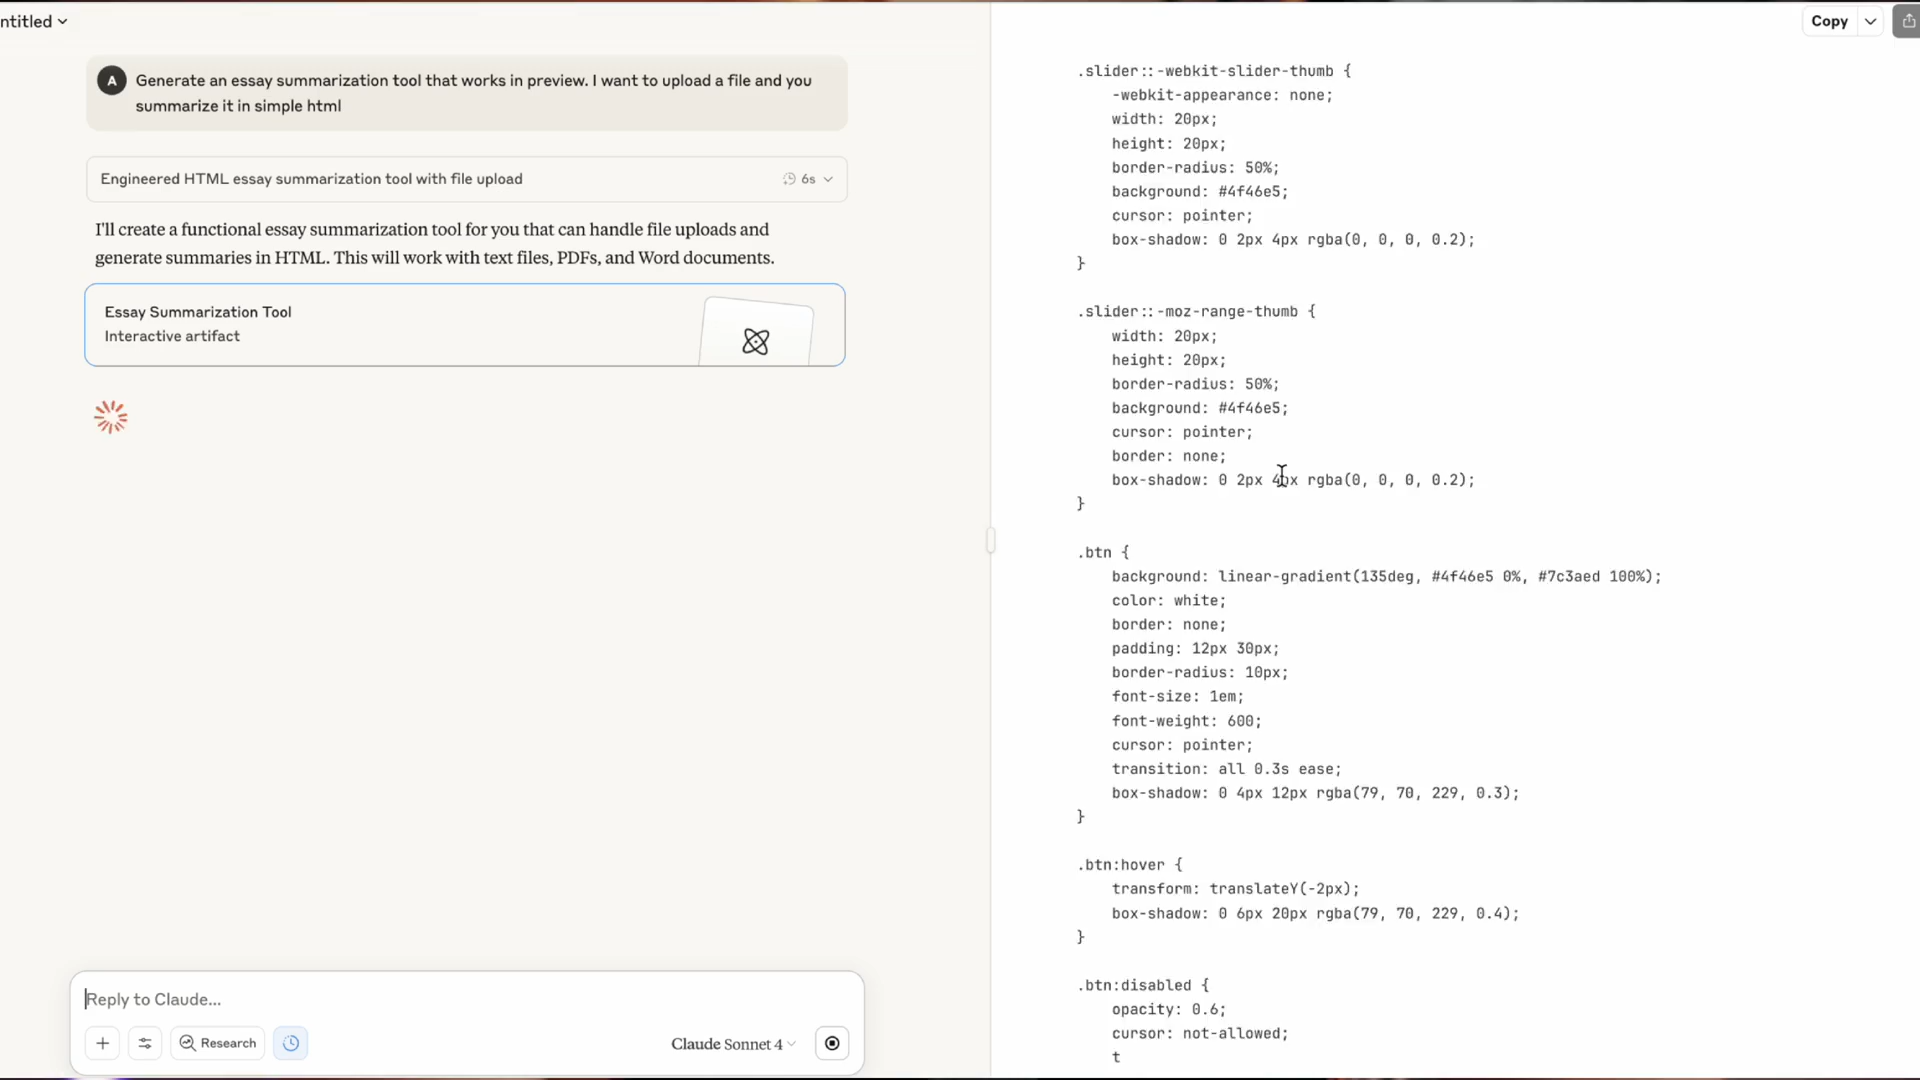 ntitled
Copy
A
Generate an essay summarization tool that works in preview. I want to upload a file and you
summarize it in simple html
Engineered HTML essay summarization tool with file upload
6s
I'll create a functional essay summarization tool for you that can handle file uploads and
generate summaries in HTML. This will work with text files, PDFs, and Word documents.
Essay Summarization Tool
Interactive artifact
Reply to Claude...
Research
Claude Sonnet 4
.slider::-webkit-slider-thumb {
-webkit-appearance: none;
width: 20px;
height: 20px;
border-radius: 50%;
background: #4f46e5;
cursor: pointer;
box-shadow: 0 2px 4px rgba(0, 0, 0, 0.2);
}
.slider::-moz-range-thumb {
width: 20px;
height: 20px;
border-radius: 50%;
background: #4f46e5;
cursor: pointer;
border: none;
box-shadow: 0 2px 4px rgba(0, 0, 0, 0.2);
}
.btn {
background: linear-gradient(135deg, #4f46e5 0%, #7c3aed 100%);
color: white;
border: none;
padding: 12px 30px;
border-radius: 10px;
font-size: 1em;
font-weight: 600;
cursor: pointer;
transition: all 0.3s ease;
box-shadow: 0 4px 12px rgba(79, 70, 229, 0.3);
}
.btn:hover {
transform: translateY(-2px);
box-shadow: 0 6px 20px rgba(79, 70, 229, 0.4);
}
.btn:disabled {
opacity: 0.6;
cursor: not-allowed;
t